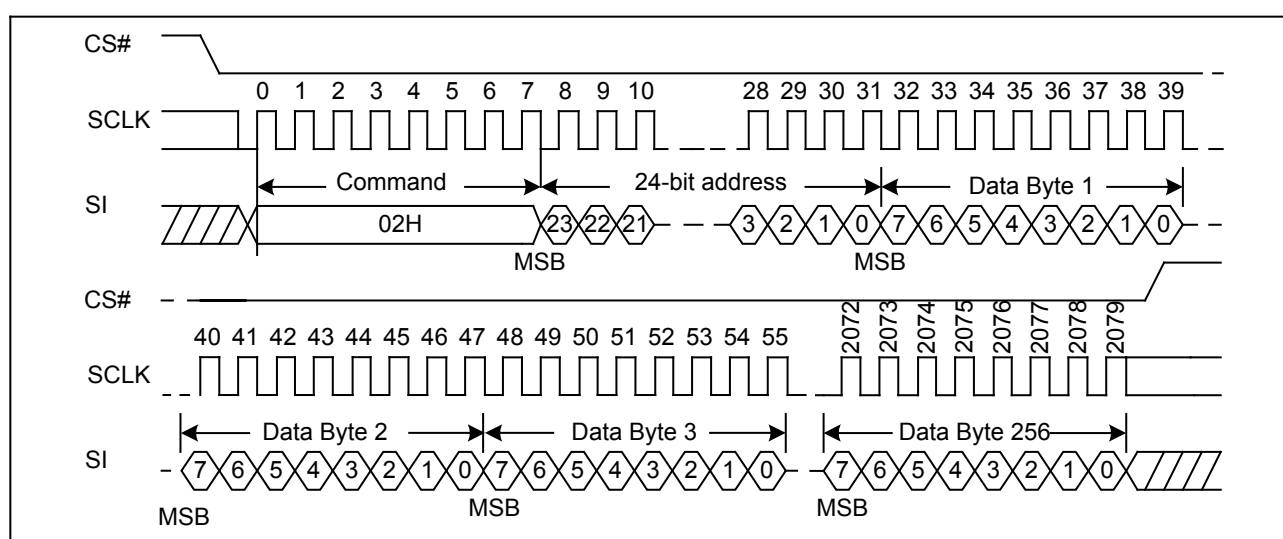 CS#
0 1 2 3 4 5 6 7 8 9 10 28 29 30 31 32 33 34 35 36 37 38 39
SCLK
Command 24-bit address Data Byte 1
SI
02H 23 22 21 3 2 1 0 7 6 5 4 3 2 1 0
MSB MSB
CS#
40 41 42 43 44 45 46 47 48 49 50 51 52 53 54 55 2072 2073 2074 2075 2076 2077 2078 2079
SCLK
Data Byte 2 Data Byte 3 Data Byte 256
SI
7 6 5 4 3 2 1 0 7 6 5 4 3 2 1 0 7 6 5 4 3 2 1 0
MSB MSB MSB